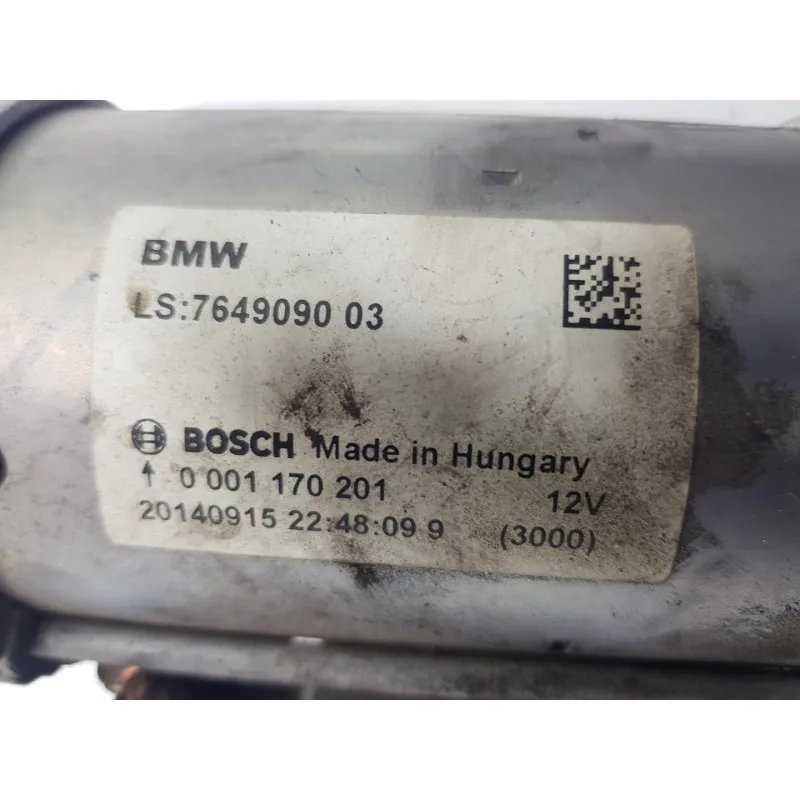 BMW
LS:7649090 03
BOSCH Made in Hungary
↑ 0 001 170 201 12V
20140915 22:48:09 9 (3000)